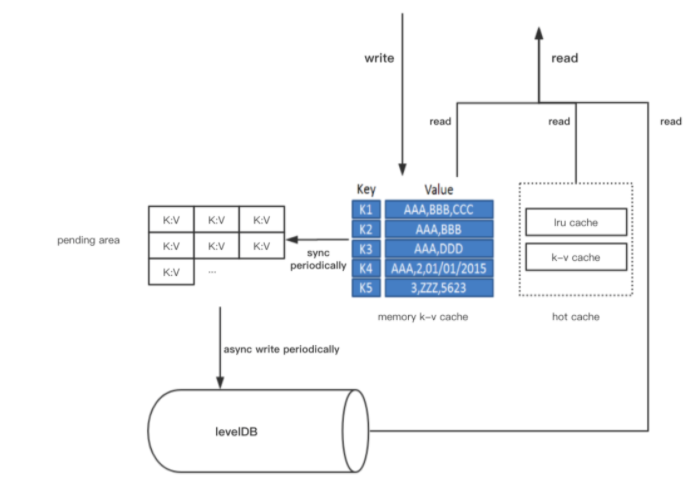 write
read
read
read
read
Key
Value
K1
AAA,BBB,CCC
K2
AAA,BBB
K3
AAA,DDD
K4
AAA,2,01/01/2015
K5
3,ZZZ,5623
memory k-v cache
lru cache
k-v cache
hot cache
pending area
K:V
K:V
K:V
K:V
K:V
K:V
K:V
...
sync
periodically
async write periodically
levelDB